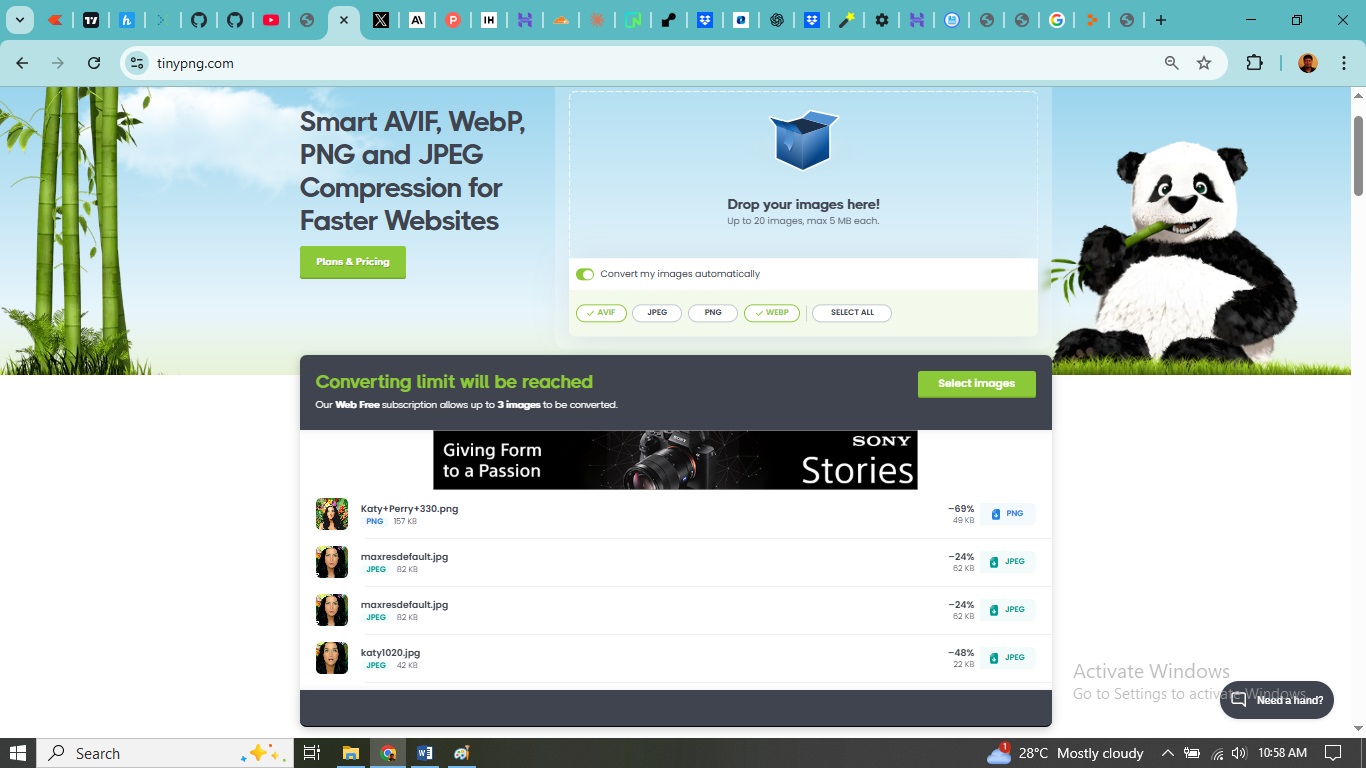 tinypng.com
Smart AVIF, WebP,
PNG and JPEG
Compression for
Faster Websites
Plans & Pricing
Drop your images here!
Up to 20 images, max 5 MB each.
Convert my images automatically
AVIF
JPEG
PNG
WEBP
SELECT ALL
Converting limit will be reached
Our Web Free subscription allows up to 3 images to be converted.
Select images
Giving Form
to a Passion
SONY
Stories
Katy+Perry+330.png
PNG 157 KB
-69%
49 KB
PNG
maxresdefault.jpg
JPEG 82 KB
-24%
62 KB
JPEG
maxresdefault.jpg
JPEG 82 KB
-24%
62 KB
JPEG
katy1020.jpg
JPEG 42 KB
-48%
22 KB
JPEG
Activate Windows
Go to Settings to activate Windows.
Need a hand?
Search
1
28°C Mostly cloudy
10:58 AM